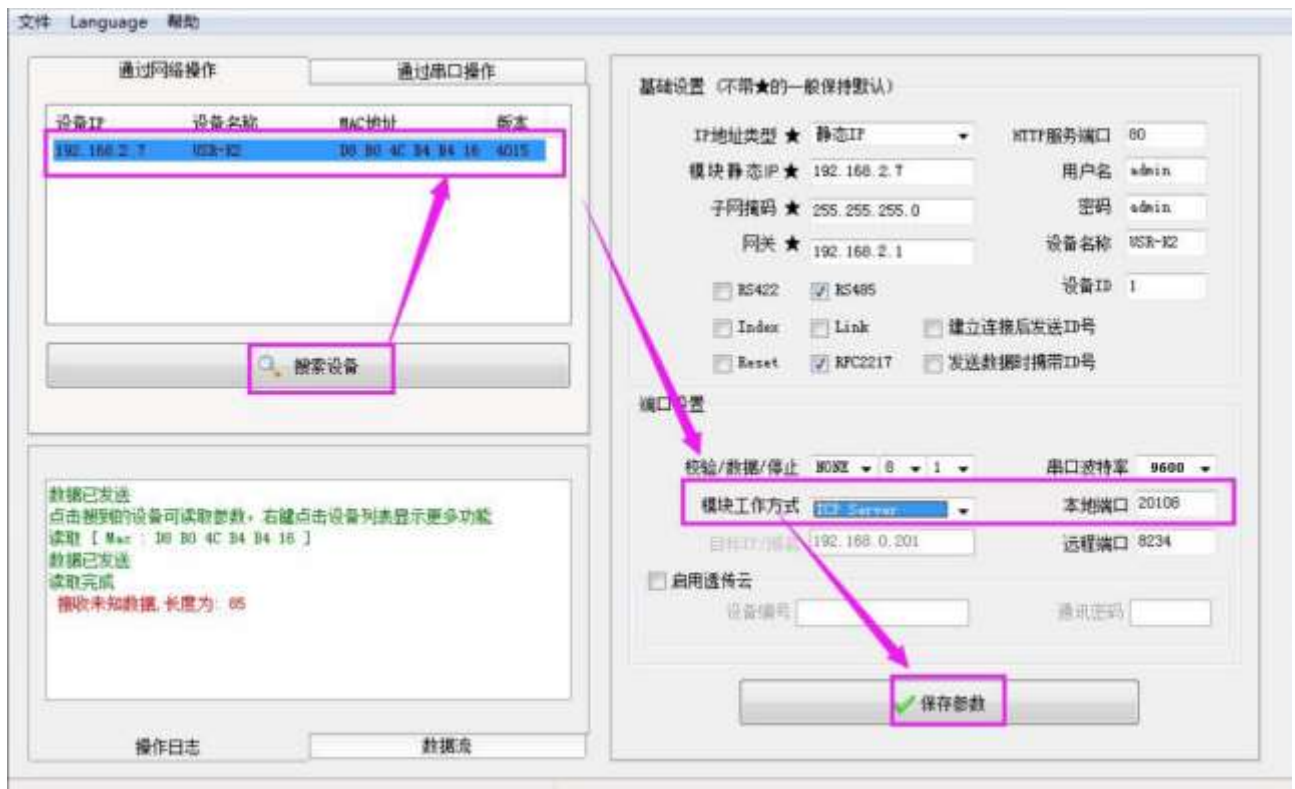 文件 Language 帮助
通过网络操作 通过串口操作
设备IP 设备名称 MAC地址 版本
192.168.2.7 USR-K2 D8 B0 4C B4 B4 16 4015
搜索设备
数据已发送
点击搜到的设备可读取参数，右键点击设备列表显示更多功能
读取 [ Mac : D8 B0 4C B4 B4 16 ]
数据已发送
读取完成
接收未知数据,长度为: 85
操作日志 数据流
基础设置 (不带★的一般保持默认)
IP地址类型 ★ 静态IP HTTP服务端口 80
模块静态IP ★ 192.168.2.7 用户名 admin
子网掩码 ★ 255.255.255.0 密码 admin
网关 ★ 192.168.2.1 设备名称 USR-K2
RS422 RS485 设备ID 1
Index Link 建立连接后发送ID号
Reset RFC2217 发送数据时携带ID号
端口设置
校验/数据/停止 NONE 8 1 串口波特率 9600
模块工作方式 TCP Server 本地端口 20108
目标IP/域名 192.168.0.201 远程端口 8234
启用透传云
设备编号 通讯密码
保存参数